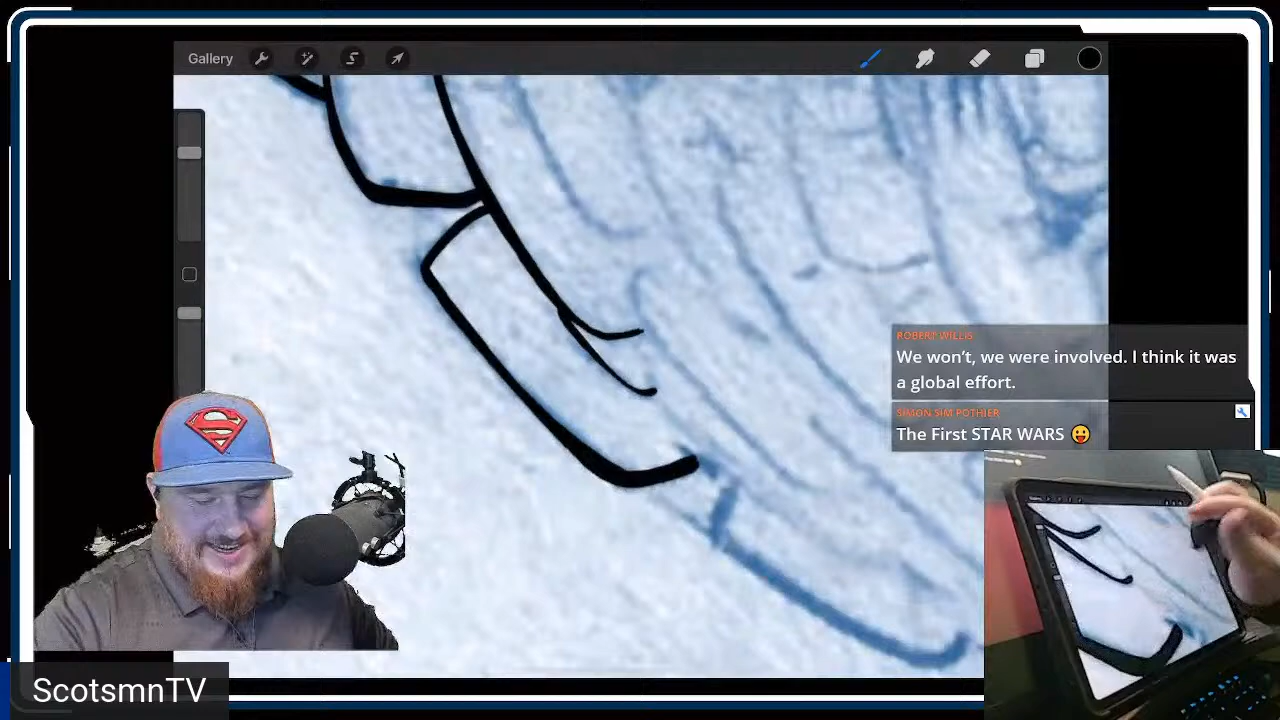 Gallery
ROBERT WILLIS
We won't, we were involved. I think it was
a global effort.
SIMON SIM POTHIER
The First STAR WARS 😛
ScotsmnTV